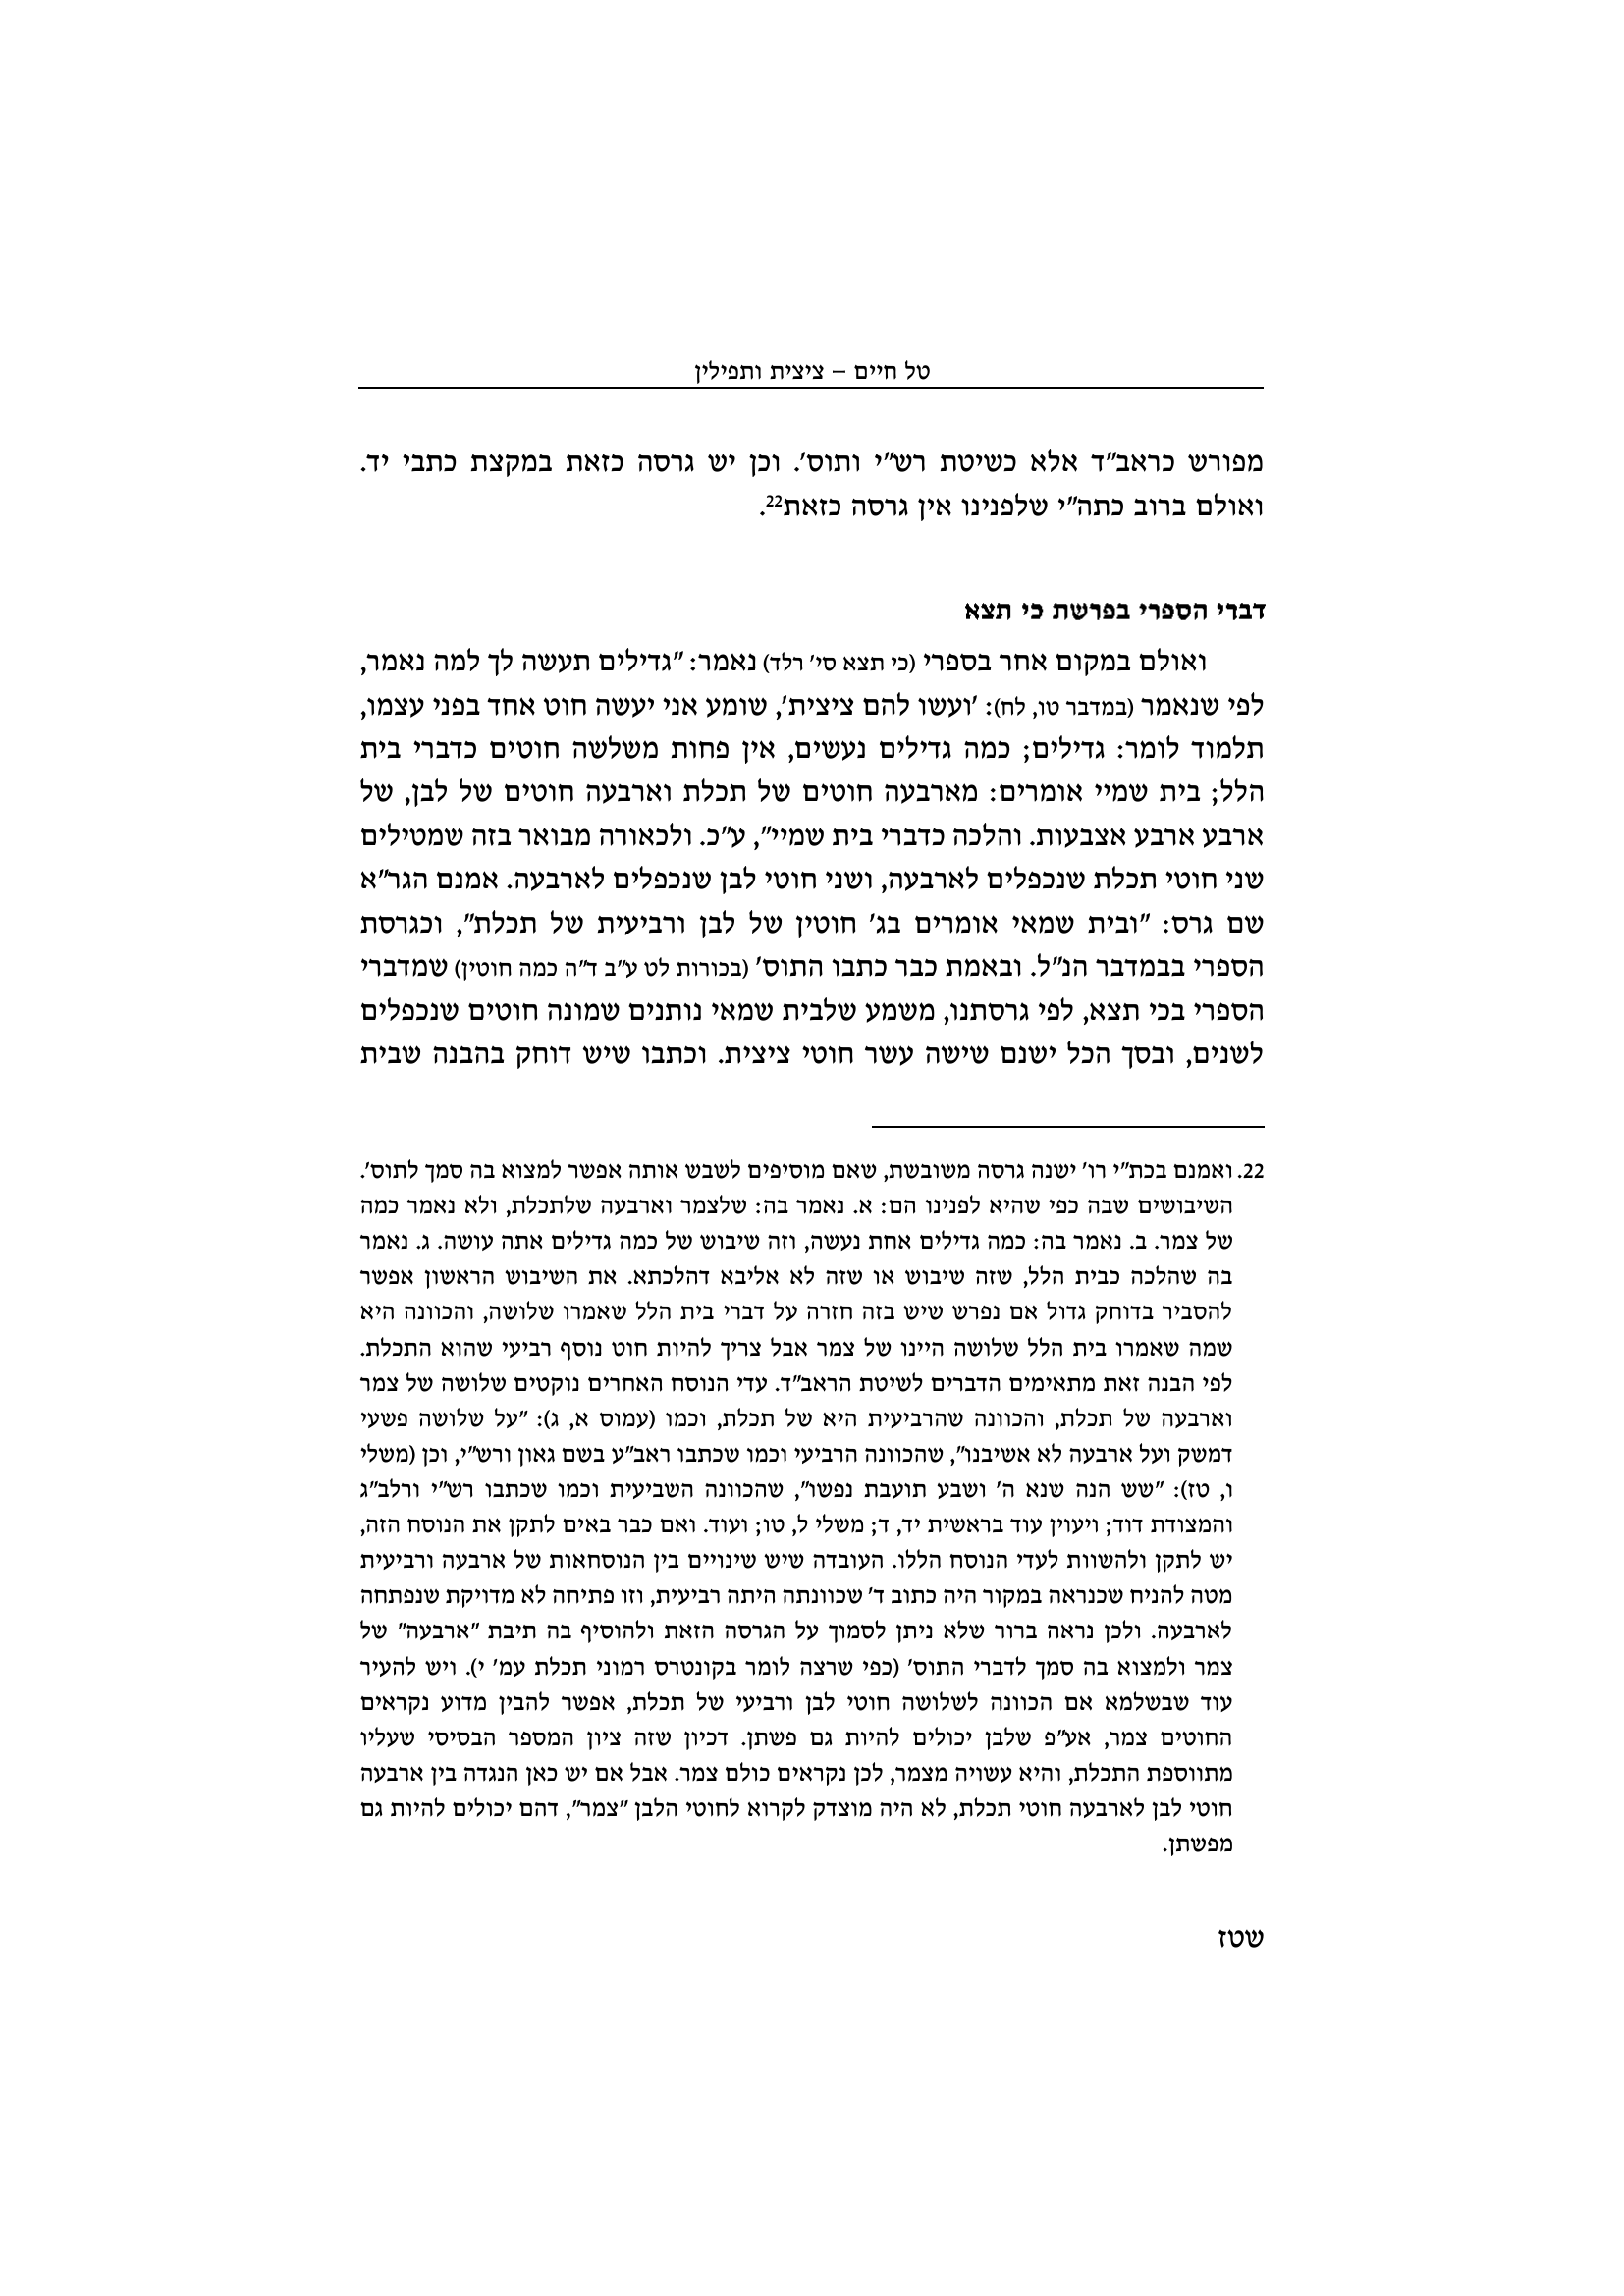 טל חיים – ציצית ותפילין
מפורש כראב"ד אלא כשיטת רש"י ותוס'. וכן יש גרסה כזאת במקצת כתבי יד.
ואולם ברוב כתה"י שלפנינו אין גרסה כזאת22.
דברי הספרי בפרשת כי תצא
ואולם במקום אחר בספרי (כי תצא סי' רלד) נאמר: "גדילים תעשה לך למה נאמר,
לפי שנאמר (במדבר טו, לח): 'ועשו להם ציצית', שומע אני יעשה חוט אחד בפני עצמו,
תלמוד לומר: גדילים; כמה גדילים נעשים, אין פחות משלשה חוטים כדברי בית
הלל; בית שמיי אומרים: מארבעה חוטים של תכלת וארבעה חוטים של לבן, של
ארבע ארבע אצבעות. והלכה כדברי בית שמיי", ע"כ. ולכאורה מבואר בזה שמטילים
שני חוטי תכלת שנכפלים לארבעה, ושני חוטי לבן שנכפלים לארבעה. אמנם הגר"א
שם גרס: "ובית שמאי אומרים בג' חוטין של לבן ורביעית של תכלת", וכגרסת
הספרי בבמדבר הנ"ל. ובאמת כבר כתבו התוס' (בכורות לט ע"ב ד"ה כמה חוטין) שמדברי
הספרי בכי תצא, לפי גרסתנו, משמע שלבית שמאי נותנים שמונה חוטים שנכפלים
לשנים, ובסך הכל ישנם שישה עשר חוטי ציצית. וכתבו שיש דוחק בהבנה שבית
22. ואמנם בכת"י רו' ישנה גרסה משובשת, שאם מוסיפים לשבש אותה אפשר למצוא בה סמך לתוס'.
השיבושים שבה כפי שהיא לפנינו הם: א. נאמר בה: שלצמר וארבעה שלתכלת, ולא נאמר כמה
של צמר. ב. נאמר בה: כמה גדילים אחת נעשה, וזה שיבוש של כמה גדילים אתה עושה. ג. נאמר
בה שהלכה כבית הלל, שזה שיבוש או שזה לא אליבא דהלכתא. את השיבוש הראשון אפשר
להסביר בדוחק גדול אם נפרש שיש בזה חזרה על דברי בית הלל שאמרו שלושה, והכוונה היא
שמה שאמרו בית הלל שלושה היינו של צמר אבל צריך להיות חוט נוסף רביעי שהוא התכלת.
לפי הבנה זאת מתאימים הדברים לשיטת הראב"ד. עדי הנוסח האחרים נוקטים שלושה של צמר
וארבעה של תכלת, והכוונה שהרביעית היא של תכלת, וכמו (עמוס א, ג): "על שלושה פשעי
דמשק ועל ארבעה לא אשיבנו", שהכוונה הרביעי וכמו שכתבו ראב"ע בשם גאון ורש"י, וכן (משלי
ו, טז): "שש הנה שנא ה' ושבע תועבת נפשו", שהכוונה השביעית וכמו שכתבו רש"י ורלב"ג
והמצודת דוד; ויעוין עוד בראשית יד, ד; משלי ל, טו; ועוד. ואם כבר באים לתקן את הנוסח הזה,
יש לתקן ולהשוות לעדי הנוסח הללו. העובדה שיש שינויים בין הנוסחאות של ארבעה ורביעית
מטה להניח שכנראה במקור היה כתוב ד' שכוונתה היתה רביעית, וזו פתיחה לא מדויקת שנפתחה
לארבעה. ולכן נראה ברור שלא ניתן לסמוך על הגרסה הזאת ולהוסיף בה תיבת "ארבעה" של
צמר ולמצוא בה סמך לדברי התוס' (כפי שרצה לומר בקונטרס רמוני תכלת עמ' י). ויש להעיר
עוד שבשלמא אם הכוונה לשלושה חוטי לבן ורביעי של תכלת, אפשר להבין מדוע נקראים
החוטים צמר, אע"פ שלבן יכולים להיות גם פשתן. דכיון שזה ציון המספר הבסיסי שעליו
מתווספת התכלת, והיא עשויה מצמר, לכן נקראים כולם צמר. אבל אם יש כאן הנגדה בין ארבעה
חוטי לבן לארבעה חוטי תכלת, לא היה מוצדק לקרוא לחוטי הלבן "צמר", דהם יכולים להיות גם
מפשתן.
שטז